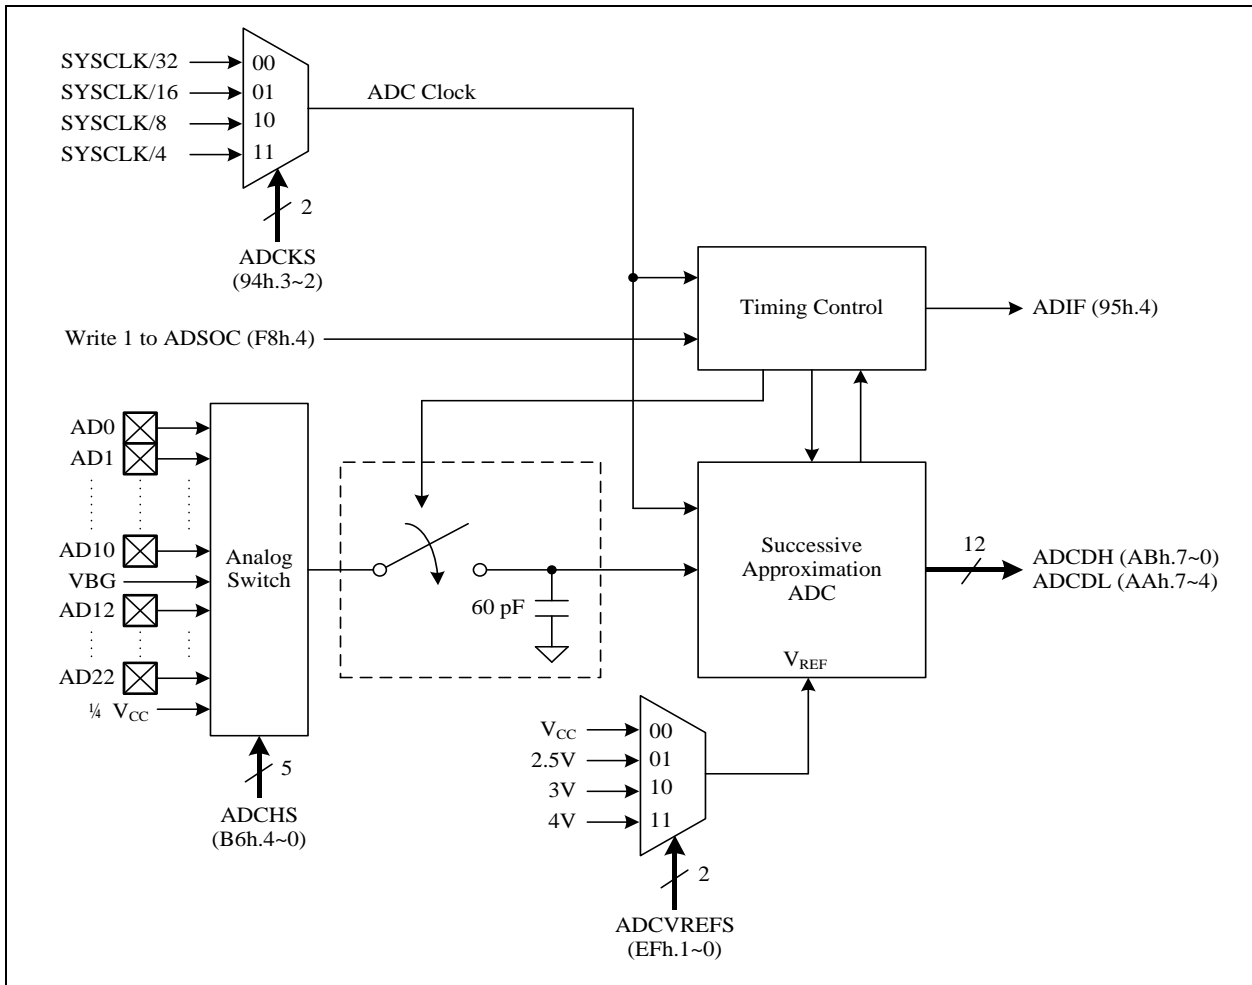 SYSCLK/32
00
SYSCLK/16
01
ADC Clock
SYSCLK/8
10
SYSCLK/4
11
2
ADCKS
(94h.3~2)
Timing Control
ADIF (95h.4)
Write 1 to ADSOC (F8h.4)
AD0
AD1
AD10
VBG
AD12
AD22
¼ VCC
Analog
Switch
5
ADCHS
(B6h.4~0)
60 pF
Successive
Approximation
ADC
VREF
12
ADCDH (ABh.7~0)
ADCDL (AAh.7~4)
VCC
00
2.5V
01
3V
10
4V
11
2
ADCVREFS
(EFh.1~0)